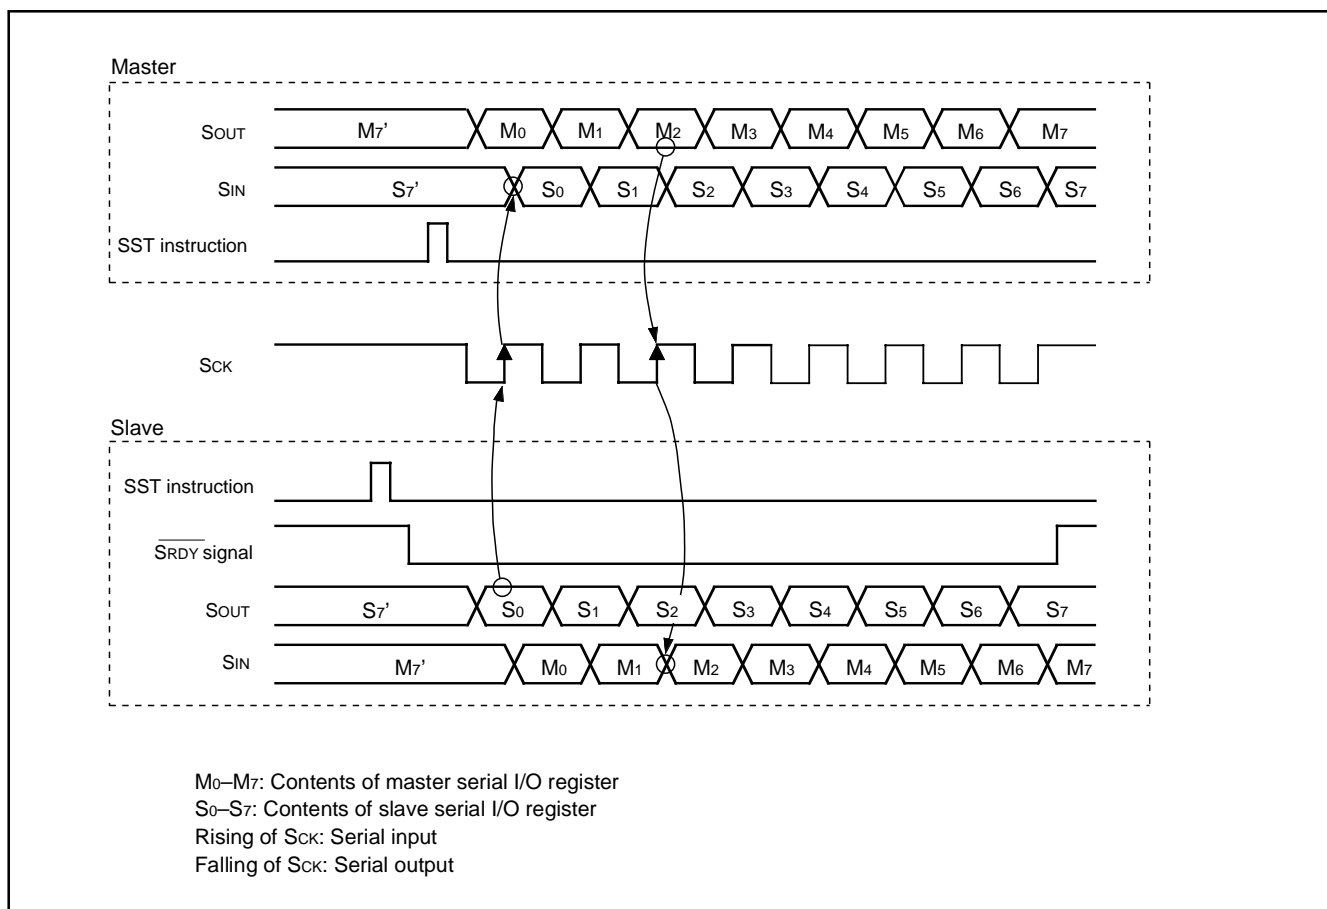 Master
SOUT M7’ M0 M1 M2 M3 M4 M5 M6 M7
SIN S7’ S0 S1 S2 S3 S4 S5 S6 S7
SST instruction
SCK
Slave
SST instruction
SRDY signal
SOUT S7’ S0 S1 S2 S3 S4 S5 S6 S7
SIN M7’ M0 M1 M2 M3 M4 M5 M6 M7
M0–M7: Contents of master serial I/O register
S0–S7: Contents of slave serial I/O register
Rising of SCK: Serial input
Falling of SCK: Serial output